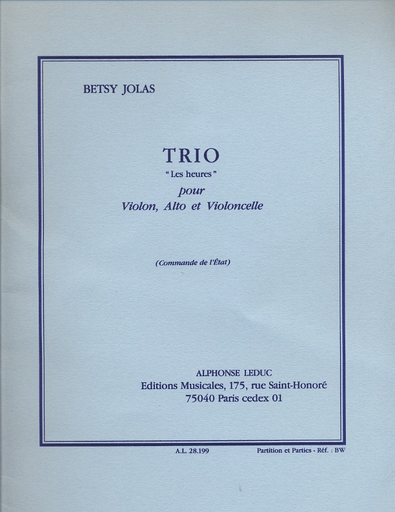 BETSY JOLAS
TRIO
"Les heures"
pour
Violon, Alto et Violoncelle
(Commande de l'État)
ALPHONSE LEDUC
Editions Musicales, 175, rue Saint-Honoré
75040 Paris cedex 01
A.L. 28.199 Partition et Parties - Réf. : BW